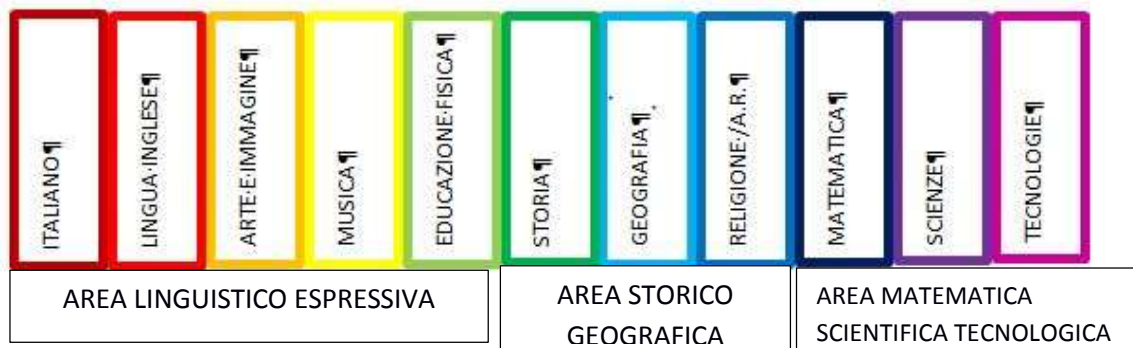 ITALIANO¶
LINGUA·INGLESE¶
ARTE·E·IMMAGINE¶
MUSICA¶
EDUCAZIONE·FISICA¶
STORIA¶
GEOGRAFIA¶
RELIGIONE·/A.R.¶
MATEMATICA¶
SCIENZE¶
TECNOLOGIE¶
AREA LINGUISTICO ESPRESSIVA
AREA STORICO
GEOGRAFICA
AREA MATEMATICA
SCIENTIFICA TECNOLOGICA